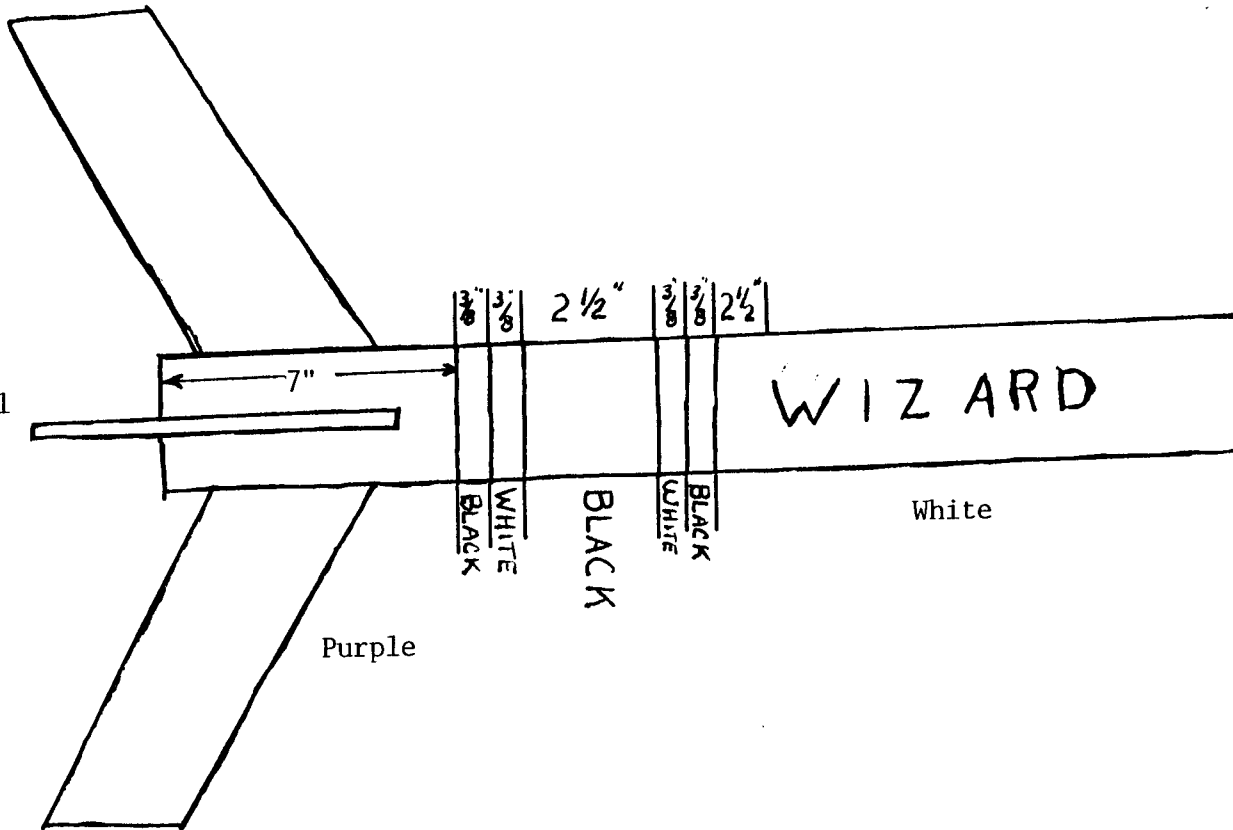 3/8" 3/8" 2 1/2" 3/8" 3/8" 2 1/2"
7"
1
WIZARD
BLACK
WHITE
BLACK
WHITE
BLACK
White
Purple